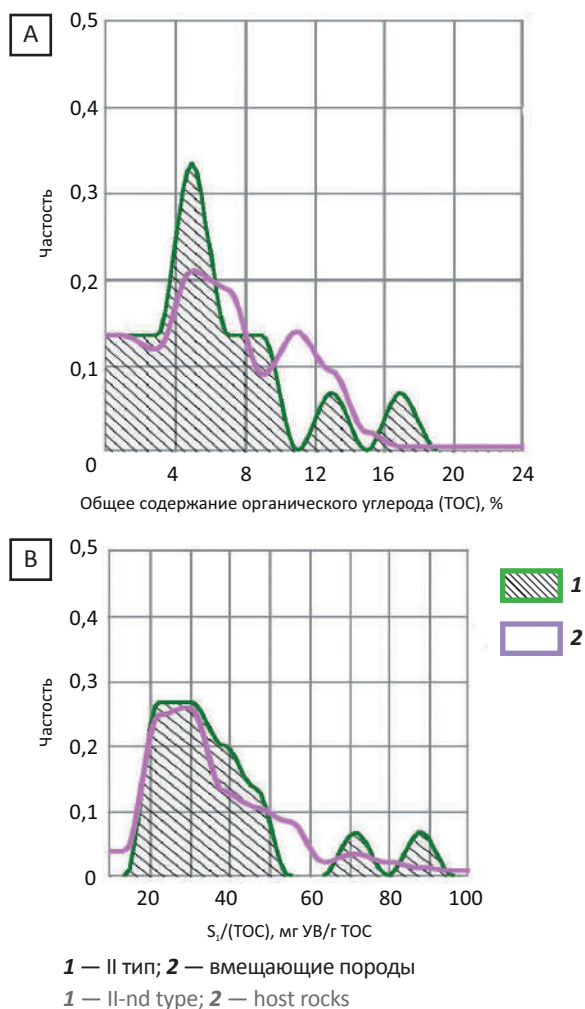 A
0,5
0,4
0,3
0,2
0,1
0
Частость
4 8 12 16 20 24
Общее содержание органического углерода (TOC), %
B
0,5
0,4
0,3
0,2
0,1
0
Частость
20 40 60 80 100
S₁/(TOC), мг УВ/г TOC
1
2
1 — II тип; 2 — вмещающие породы
1 — II-nd type; 2 — host rocks